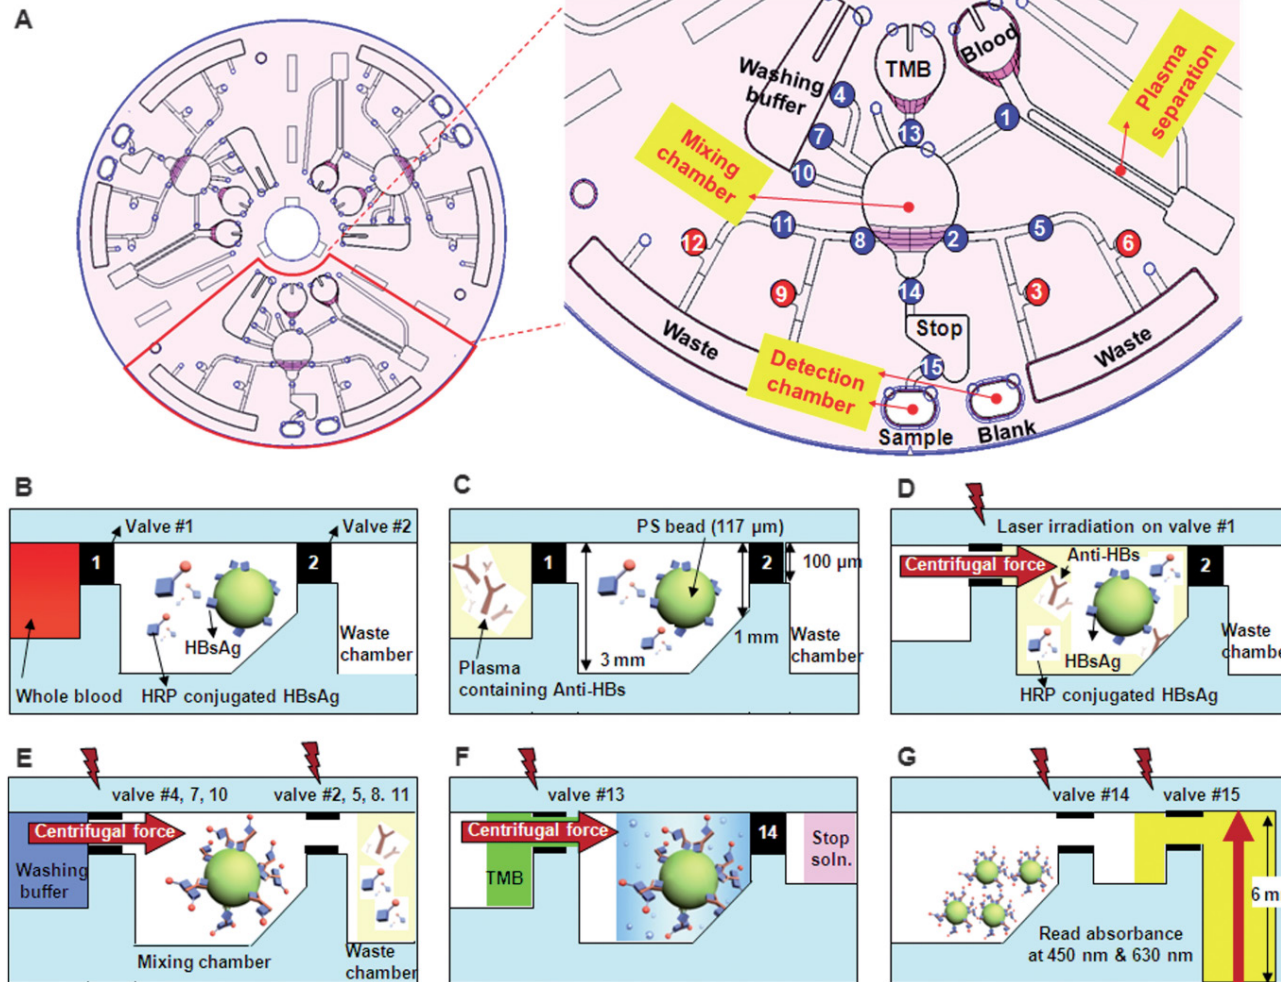 A
Washing
buffer
TMB
Blood
Plasma
separation
Mixing
chamber
4
7
10
13
1
11
8
2
5
12
6
9
3
14
Stop
15
Waste
Waste
Detection
chamber
Sample
Blank
B
Valve #1
Valve #2
1
2
HBsAg
Waste
chamber
Whole blood
HRP conjugated HBsAg
C
PS bead (117 µm)
1
2
100 µm
1 mm
3 mm
Waste
chamber
Plasma
containing Anti-HBs
D
Laser irradiation on valve #1
Centrifugal force
Anti-HBs
2
HBsAg
Waste
chambe
HRP conjugated HBsAg
E
valve #4, 7, 10
valve #2, 5, 8. 11
Centrifugal force
Washing
buffer
Mixing chamber
Waste
chamber
F
valve #13
Centrifugal force
14
Stop
soln.
TMB
G
valve #14
valve #15
6 m
Read absorbance
at 450 nm & 630 nm